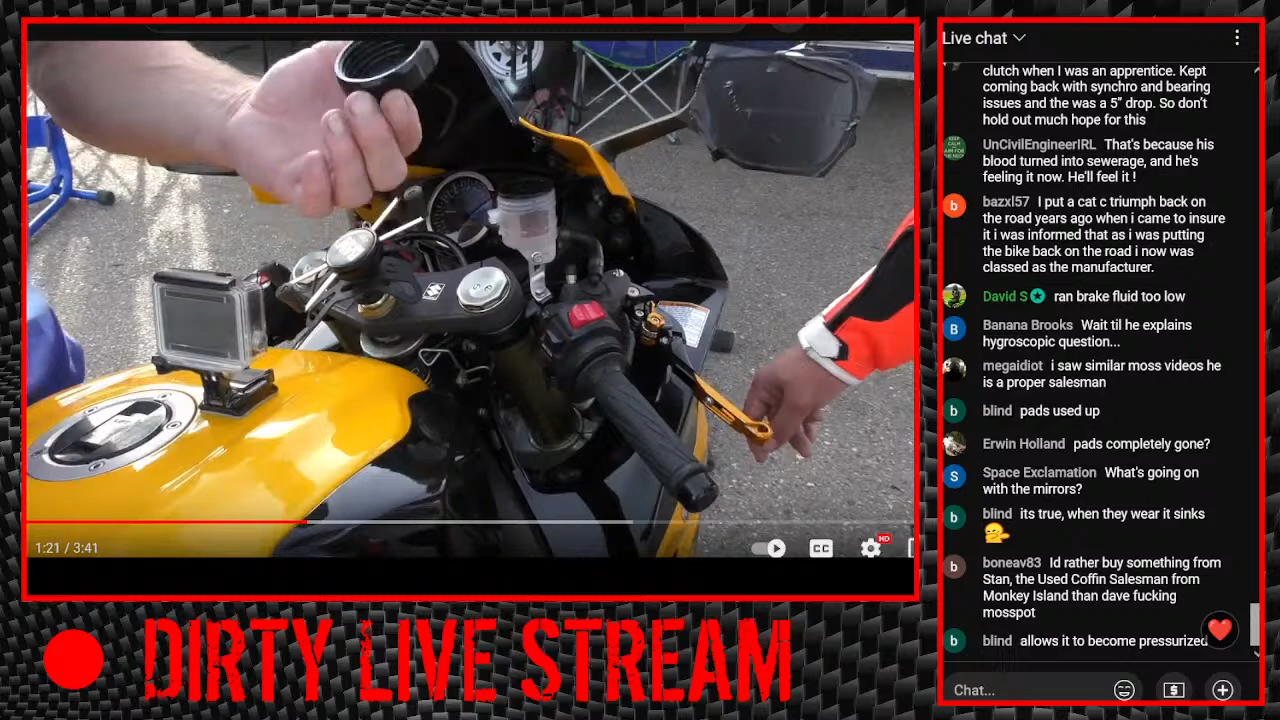 1:21 / 3:41
CC
HD
DIRTY LIVE STREAM
Live chat
clutch when I was an apprentice. Kept
coming back with synchro and bearing
issues and the was a 5" drop. So don't
hold out much hope for this
UnCivilEngineerIRL That's because his
blood turned into sewerage, and he's
feeling it now. He'll feel it !
bazxl57 I put a cat c triumph back on
the road years ago when i came to insure
it i was informed that as i was putting
the bike back on the road i now was
classed as the manufacturer.
David S ran brake fluid too low
Banana Brooks Wait til he explains
hygroscopic question...
megaidiot i saw similar moss videos he
is a proper salesman
b blind pads used up
Erwin Holland pads completely gone?
S Space Exclamation What's going on
with the mirrors?
b blind its true, when they wear it sinks
b boneav83 Id rather buy something from
Stan, the Used Coffin Salesman from
Monkey Island than dave fucking
mosspot
b blind allows it to become pressurized
Chat...